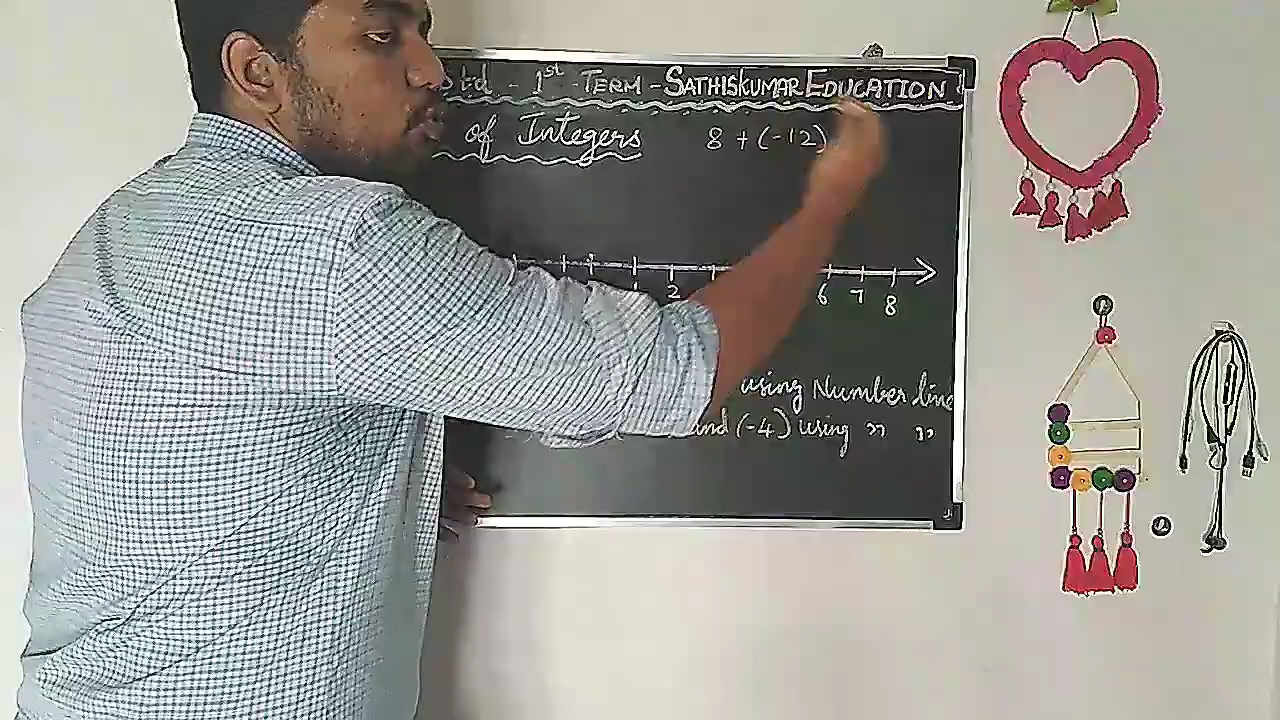 Std - 1st TERM - SATHISKUMAR EDUCATION
of Integers 8 + (-12)
1 2 6 7 8
using Number line
and (-4) using " "